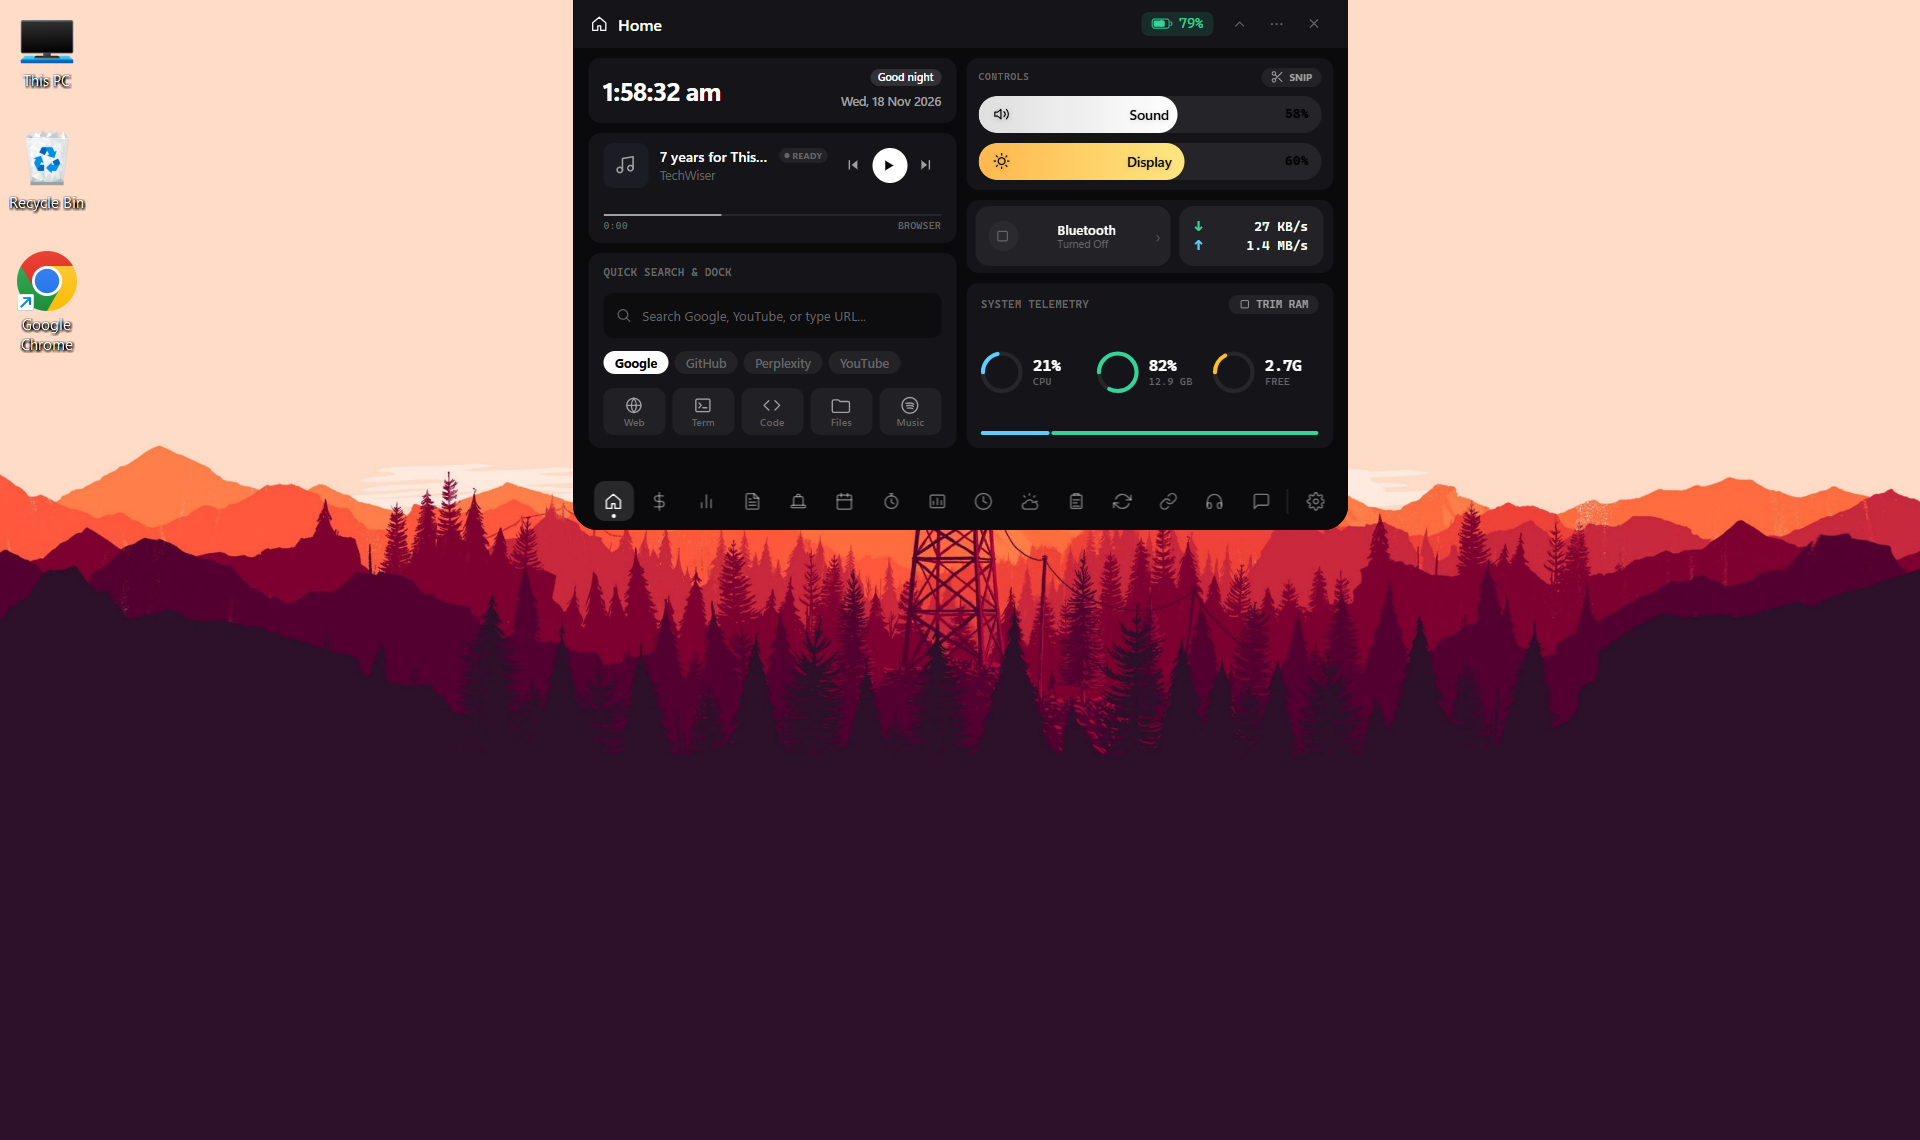 This PC
Recycle Bin
Google
Chrome
Home
79%
1:58:32 am
Good night
Wed, 18 Nov 2026
7 years for This...
READY
TechWiser
0:00
BROWSER
QUICK SEARCH & DOCK
Search Google, YouTube, or type URL...
Google
GitHub
Perplexity
YouTube
Web
Term
Code
Files
Music
CONTROLS
SNIP
Sound
58%
Display
60%
Bluetooth
Turned Off
27 KB/s
1.4 MB/s
SYSTEM TELEMETRY
TRIM RAM
21%
CPU
82%
12.9 GB
2.7G
FREE